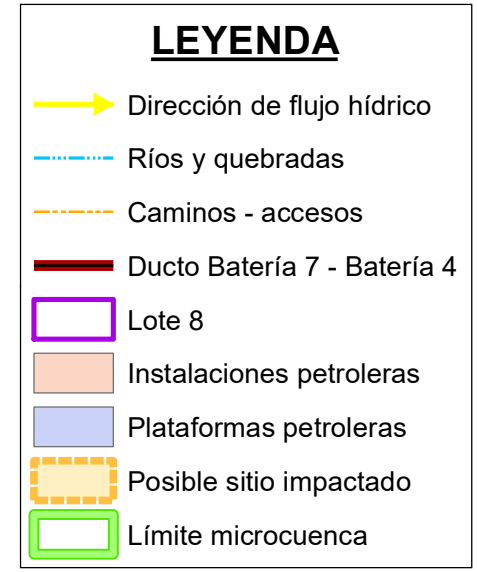 LEYENDA
Dirección de flujo hídrico
Ríos y quebradas
Caminos - accesos
Ducto Batería 7 - Batería 4
Lote 8
Instalaciones petroleras
Plataformas petroleras
Posible sitio impactado
Límite microcuenca